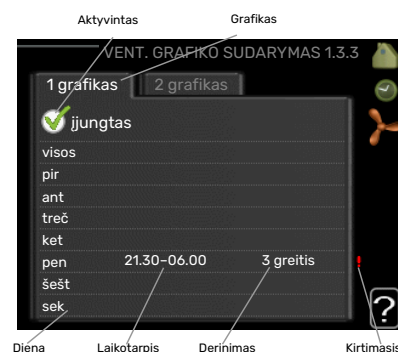 Aktyvintas Grafikas
VENT. GRAFIKO SUDARYMAS 1.3.3
1 grafikas 2 grafikas
įjungtas
visos
pir
ant
treč
ket
pen 21.30–06.00 3 greitis !
šešt
sek
?
Diena Laikotarpis Derinimas Kirtimasis